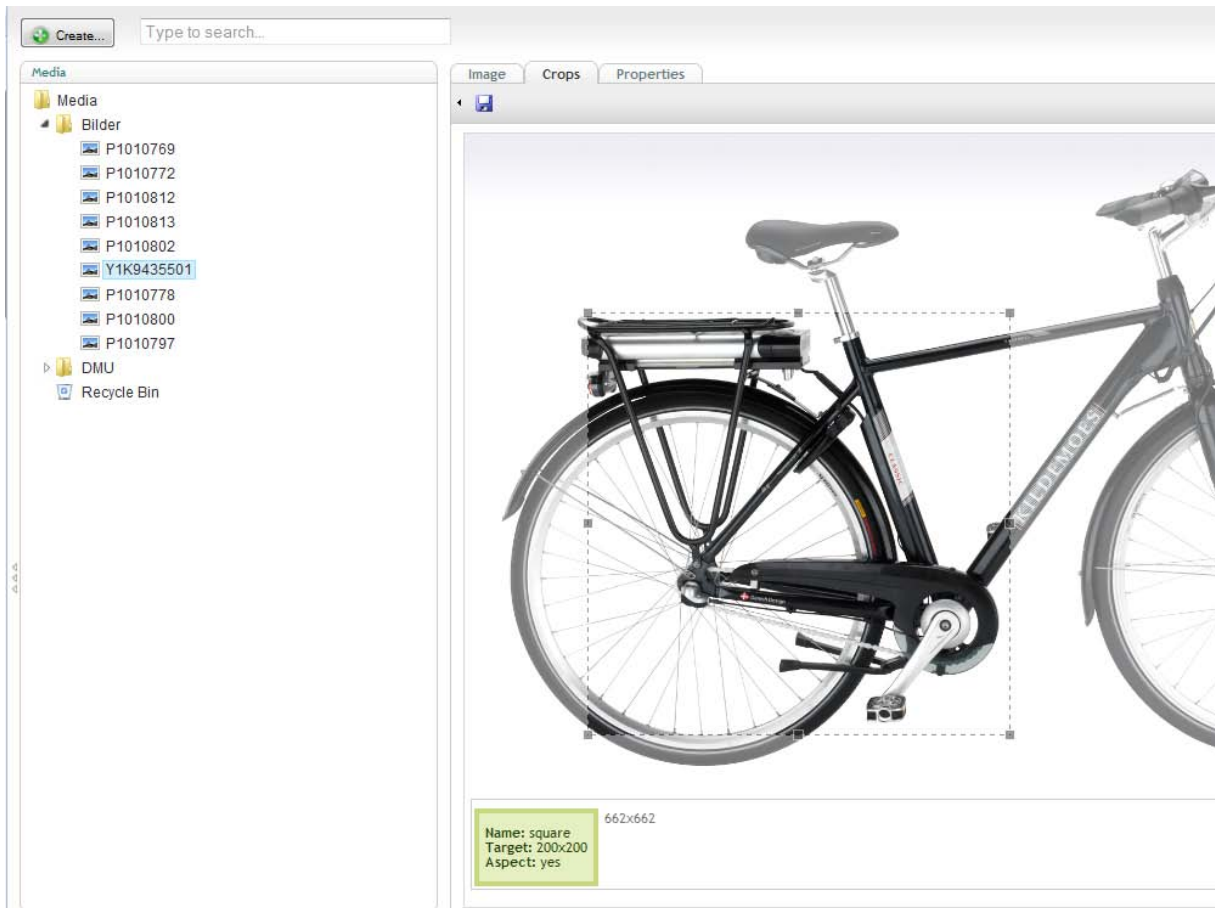 Create...
Type to search...
Media
Media
Bilder
P1010769
P1010772
P1010812
P1010813
P1010802
Y1K9435501
P1010778
P1010800
P1010797
DMU
Recycle Bin
Image
Crops
Properties
CLASSIC
KILDEMOES
662x662
Name: square
Target: 200x200
Aspect: yes